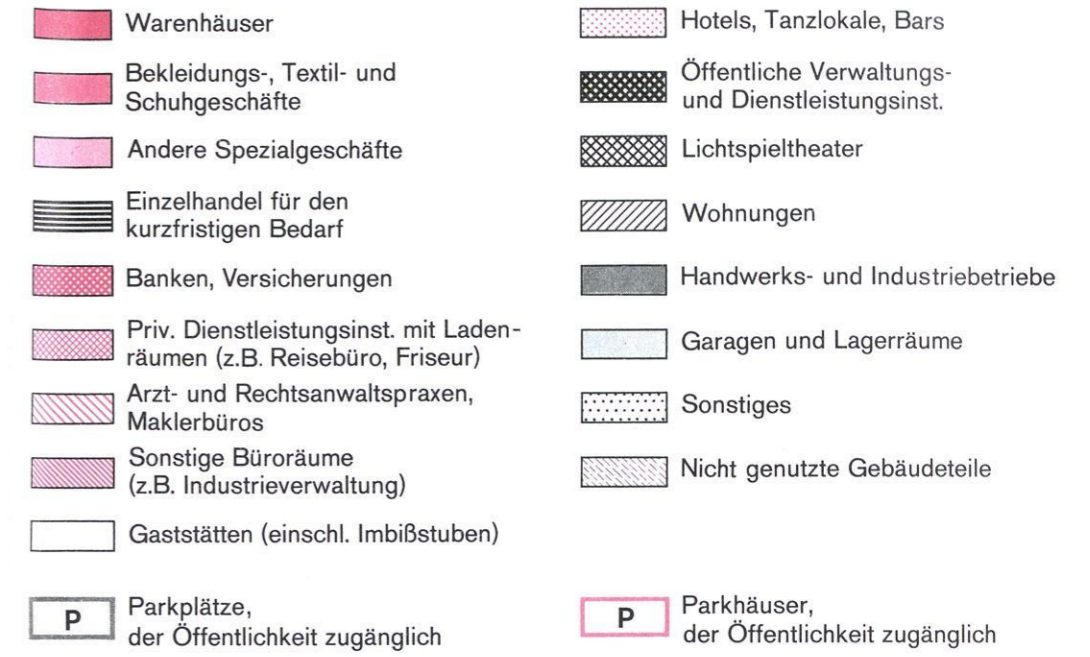 Warenhäuser
Bekleidungs-, Textil- und
Schuhgeschäfte
Andere Spezialgeschäfte
Einzelhandel für den
kurzfristigen Bedarf
Banken, Versicherungen
Priv. Dienstleistungsinst. mit Laden-
räumen (z.B. Reisebüro, Friseur)
Arzt- und Rechtsanwaltspraxen,
Maklerbüros
Sonstige Büroräume
(z.B. Industrieverwaltung)
Gaststätten (einschl. Imbißstuben)
P
Parkplätze,
der Öffentlichkeit zugänglich
Hotels, Tanzlokale, Bars
Öffentliche Verwaltungs-
und Dienstleistungsinst.
Lichtspieltheater
Wohnungen
Handwerks- und Industriebetriebe
Garagen und Lagerräume
Sonstiges
Nicht genutzte Gebäudeteile
P
Parkhäuser,
der Öffentlichkeit zugänglich